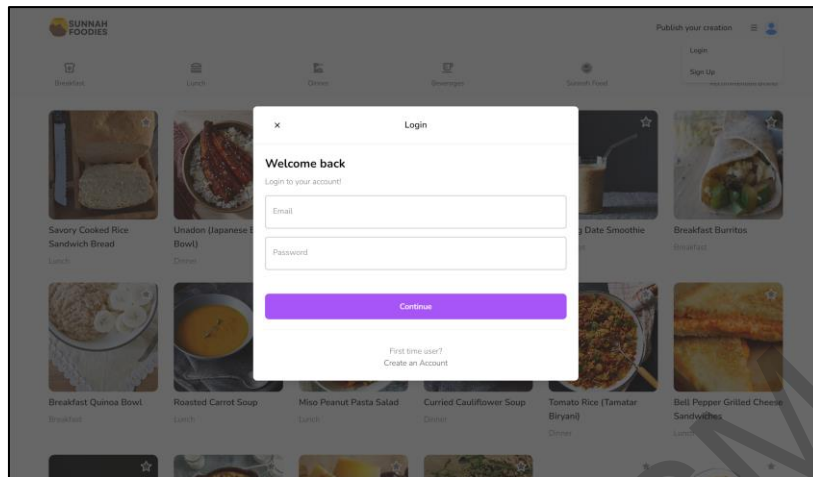 SUNNAH
FOODIES
Publish your creation
Login
Sign Up
Breakfast
Lunch
Dinner
Beverages
Sunnah Food
×
Login
Welcome back
Login to your account!
Email
Password
Continue
First time user?
Create an Account
Savory Cooked Rice
Sandwich Bread
Lunch
Unadon (Japanese
Bowl)
Dinner
g Date Smoothie
Breakfast Burritos
Breakfast
Breakfast Quinoa Bowl
Breakfast
Roasted Carrot Soup
Lunch
Miso Peanut Pasta Salad
Lunch
Curried Cauliflower Soup
Dinner
Tomato Rice (Tamatar
Biryani)
Dinner
Bell Pepper Grilled Cheese
Sandwiches
Lunch